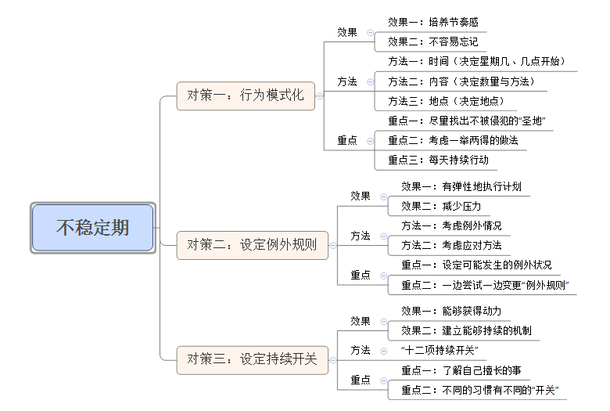 不稳定期
对策一：行为模式化
效果
效果一：培养节奏感
效果二：不容易忘记
方法
方法一：时间（决定星期几、几点开始）
方法二：内容（决定数量与方法）
方法三：地点（决定地点）
重点
重点一：尽量找出不被侵犯的“圣地”
重点二：考虑一举两得的做法
重点三：每天持续行动
对策二：设定例外规则
效果
效果一：有弹性地执行计划
效果二：减少压力
方法
方法一：考虑例外情况
方法二：考虑应对方法
重点
重点一：设定可能发生的例外状况
重点二：一边尝试一边变更“例外规则”
对策三：设定持续开关
效果
效果一：能够获得动力
效果二：建立能够持续的机制
方法
“十二项持续开关”
重点
重点一：了解自己擅长的事
重点二：不同的习惯有不同的“开关”